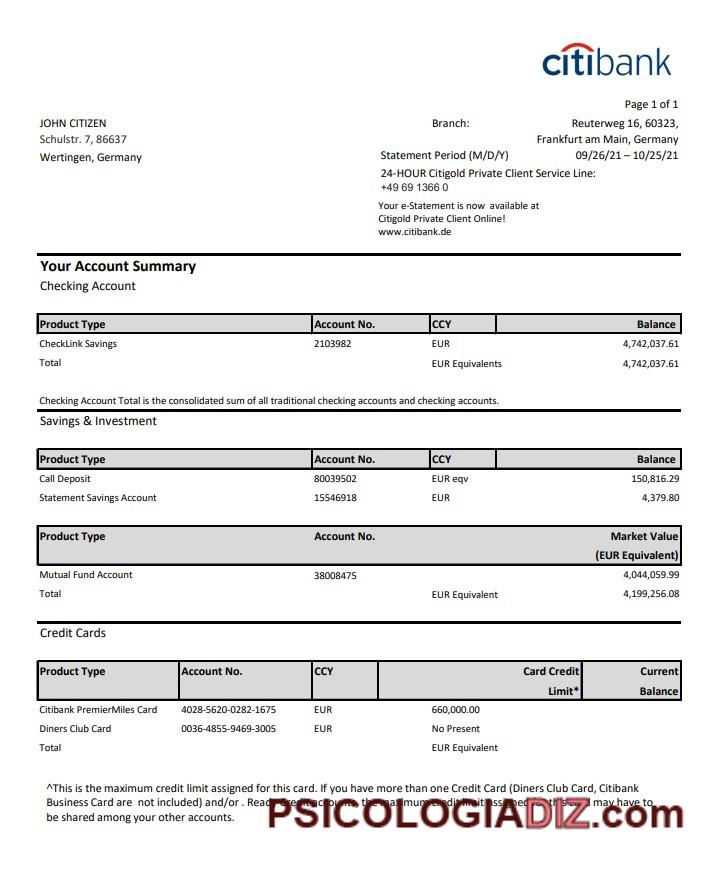 citibank
Page 1 of 1
JOHN CITIZEN
Schulstr. 7, 86637
Wertingen, Germany
Branch: Reuterweg 16, 60323,
Frankfurt am Main, Germany
Statement Period (M/D/Y) 09/26/21 – 10/25/21
24-HOUR Citigold Private Client Service Line:
+49 69 1366 0
Your e-Statement is now available at
Citigold Private Client Online!
www.citibank.de
Your Account Summary
Checking Account
Product Type Account No. CCY Balance
CheckLink Savings 2103982 EUR 4,742,037.61
Total EUR Equivalents 4,742,037.61
Checking Account Total is the consolidated sum of all traditional checking accounts and checking accounts.
Savings & Investment
Product Type Account No. CCY Balance
Call Deposit 80039502 EUR eqv 150,816.29
Statement Savings Account 15546918 EUR 4,379.80
Product Type Account No. Market Value
(EUR Equivalent)
Mutual Fund Account 38008475 4,044,059.99
Total EUR Equivalent 4,199,256.08
Credit Cards
Product Type Account No. CCY Card Credit Current
Limit* Balance
Citibank PremierMiles Card 4028-5620-0282-1675 EUR 660,000.00
Diners Club Card 0036-4855-9469-3005 EUR No Present
Total EUR Equivalent
^This is the maximum credit limit assigned for this card. If you have more than one Credit Card (Diners Club Card, Citibank
Business Card are not included) and/or . Ready Credit accounts, the maximum credit limit assigned for this card may have to
be shared among your other accounts.
PSICOLOGIADIZ.com